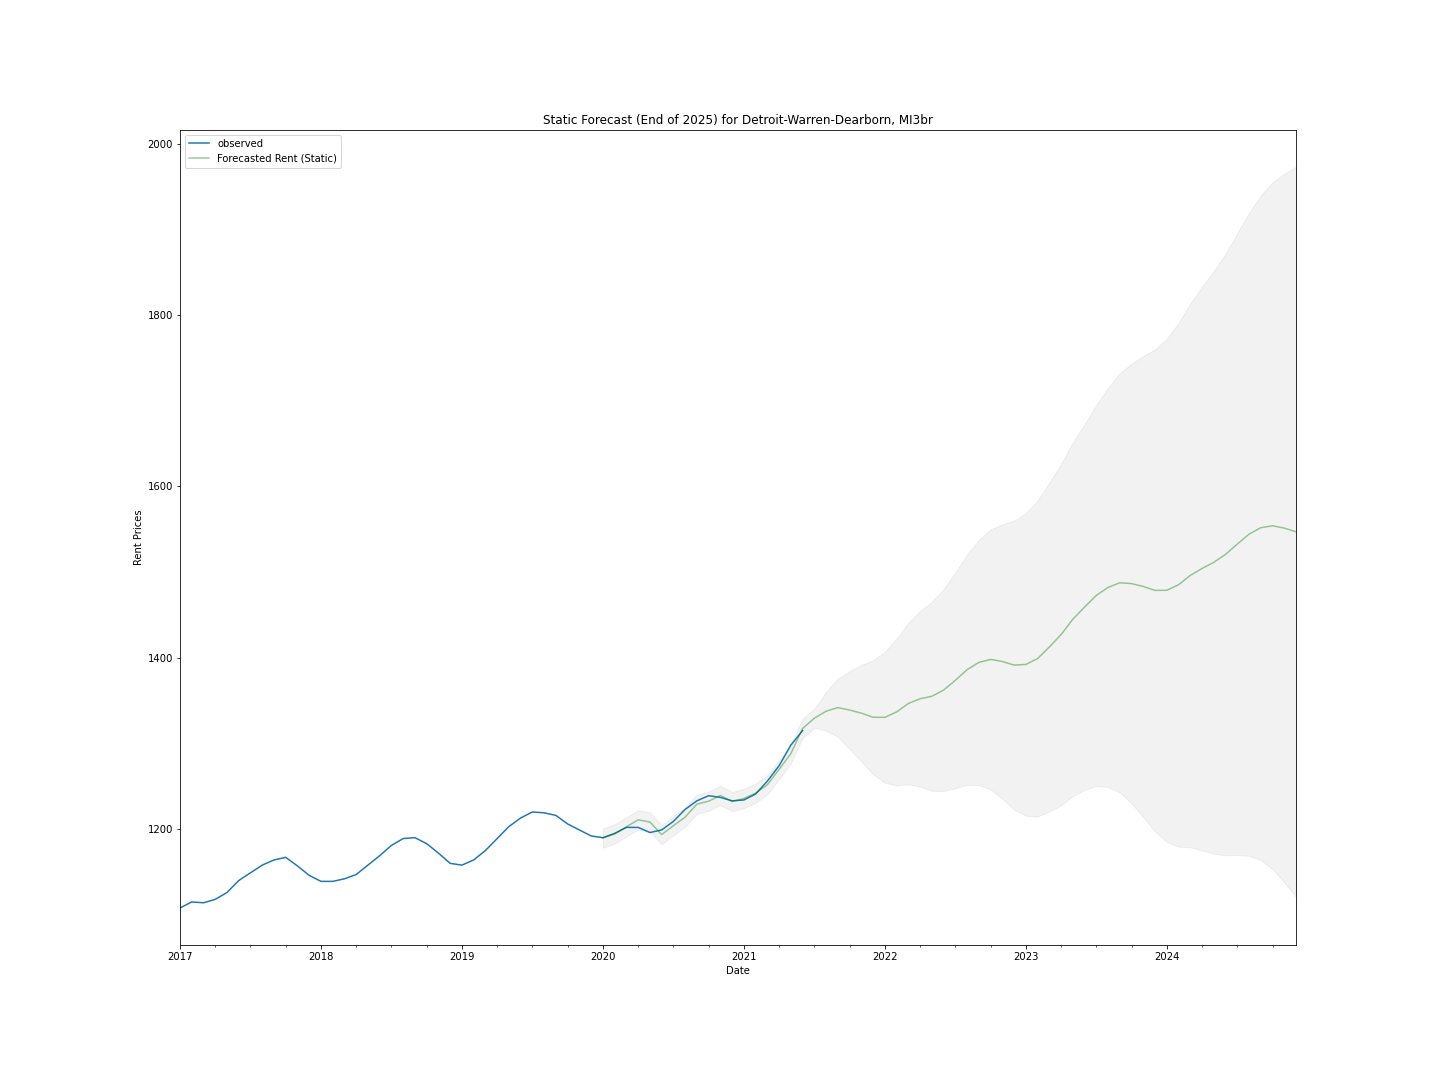 Static Forecast (End of 2025) for Detroit-Warren-Dearborn, MI3br
observed
Forecasted Rent (Static)
2000
1800
1600
1400
1200
Rent Prices
2017 2018 2019 2020 2021 2022 2023 2024
Date